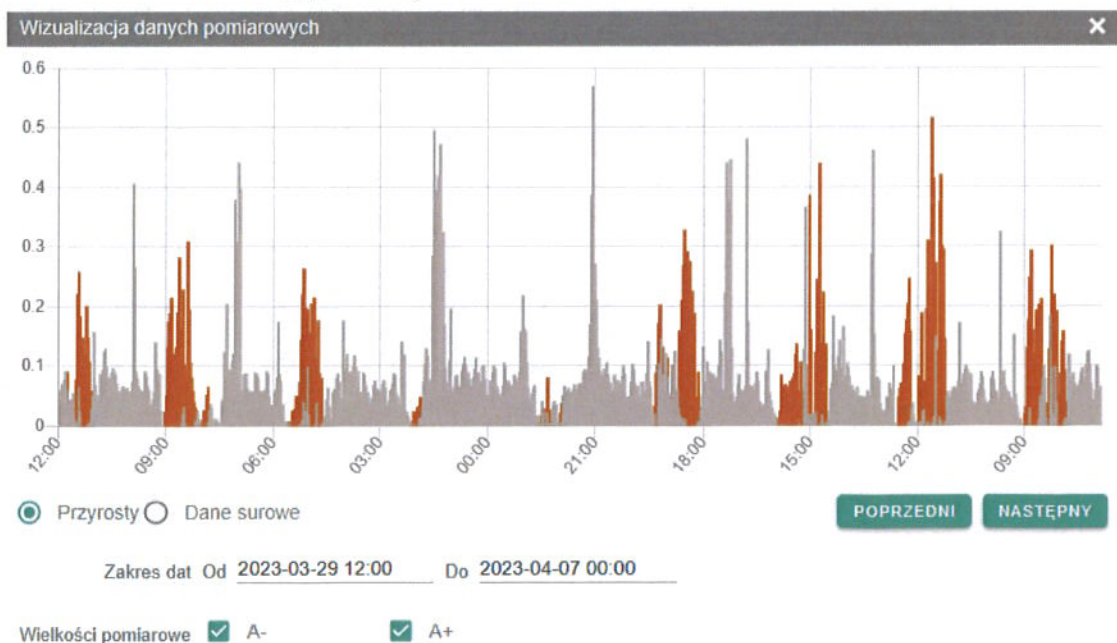 Wizualizacja danych pomiarowych
0.6
0.5
0.4
0.3
0.2
0.1
0
12:00 09:00 06:00 03:00 00:00 21:00 18:00 15:00 12:00 09:00
Przyrosty Dane surowe POPRZEDNI NASTĘPNY
Zakres dat Od 2023-03-29 12:00 Do 2023-04-07 00:00
Wielkości pomiarowe A- A+